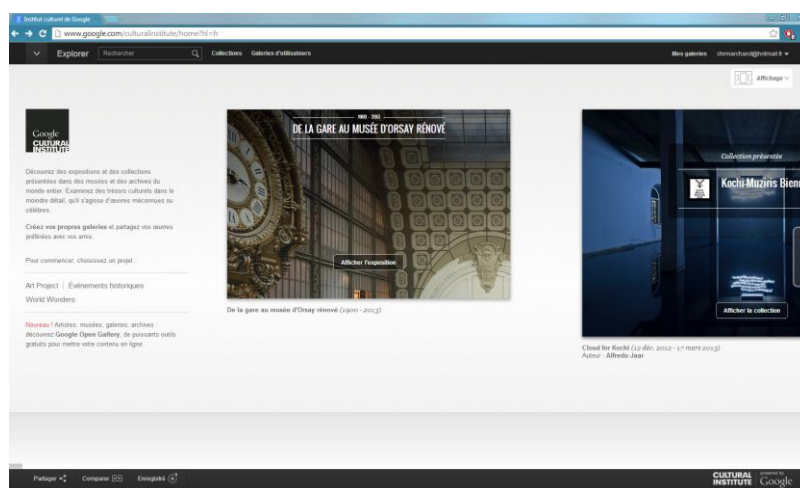 Institut culturel de Google
www.google.com/culturalinstitute/home?hl=fr
Explorer
Rechercher
Collections
Galeries d'utilisateurs
Mes galeries
Affichage
Google
CULTURAL
INSTITUTE
Découvrez des expositions et des collections
présentées dans des musées et des archives du
monde entier. Examinez des trésors culturels dans le
moindre détail, qu'il s'agisse d'œuvres méconnues ou
célèbres.
Créez vos propres galeries et partagez vos œuvres
préférées avec vos amis.
Pour commencer, choisissez un projet :
Art Project | Événements historiques
World Wonders
Nouveau ! Artistes, musées, galeries, archives :
découvrez Google Open Gallery, de puissants outils
gratuits pour mettre votre contenu en ligne.
DE LA GARE AU MUSÉE D'ORSAY RÉNOVÉ
Afficher l'exposition
De la gare au musée d'Orsay rénové (1900 - 2013)
Collection présentée
Kochi-Muziris Bien
Afficher la collection
Cloud for Kochi (12 déc. 2012 - 17 mars 2013)
Auteur : Alfredo Jaar
Partager
Comparer
Enregistré
CULTURAL
INSTITUTE
powered by
Google